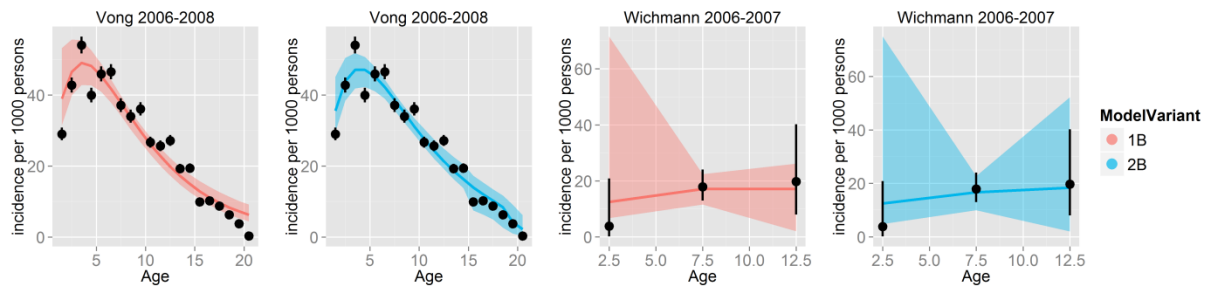 Vong 2006-2008
incidence per 1000 persons
0
20
40
5
10
15
20
Age
Vong 2006-2008
incidence per 1000 persons
0
20
40
5
10
15
20
Age
Wichmann 2006-2007
incidence per 1000 persons
0
20
40
60
2.5
5.0
7.5
10.0
12.5
Age
Wichmann 2006-2007
incidence per 1000 persons
0
20
40
60
2.5
5.0
7.5
10.0
12.5
Age
ModelVariant
1B
2B